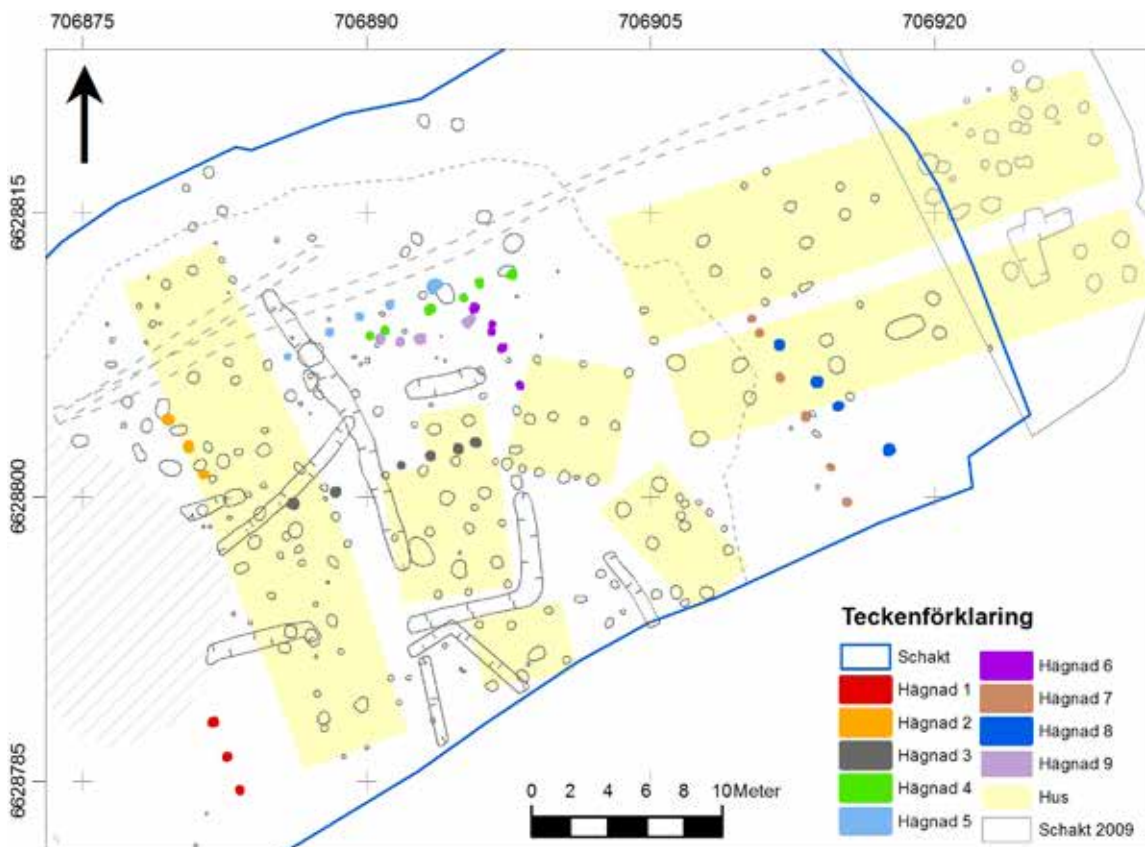 706875
706890
706905
706920
6628815
6628800
6628785
Teckenförklaring
Schakt
Hägnad 1
Hägnad 2
Hägnad 3
Hägnad 4
Hägnad 5
Hägnad 6
Hägnad 7
Hägnad 8
Hägnad 9
Hus
Schakt 2009
0 2 4 6 8 10Meter